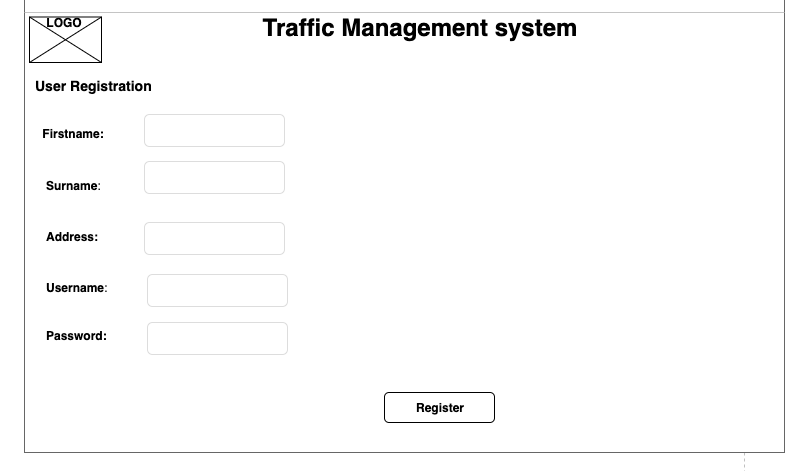 LOGO
Traffic Management system
User Registration
Firstname:
Surname:
Address:
Username:
Password:
Register